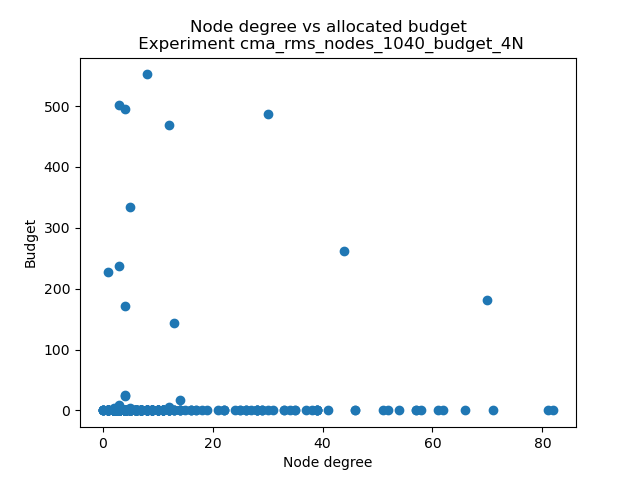 Node degree vs allocated budget
Experiment cma_rms_nodes_1040_budget_4N
500
400
300
200
100
0
Budget
0 20 40 60 80
Node degree